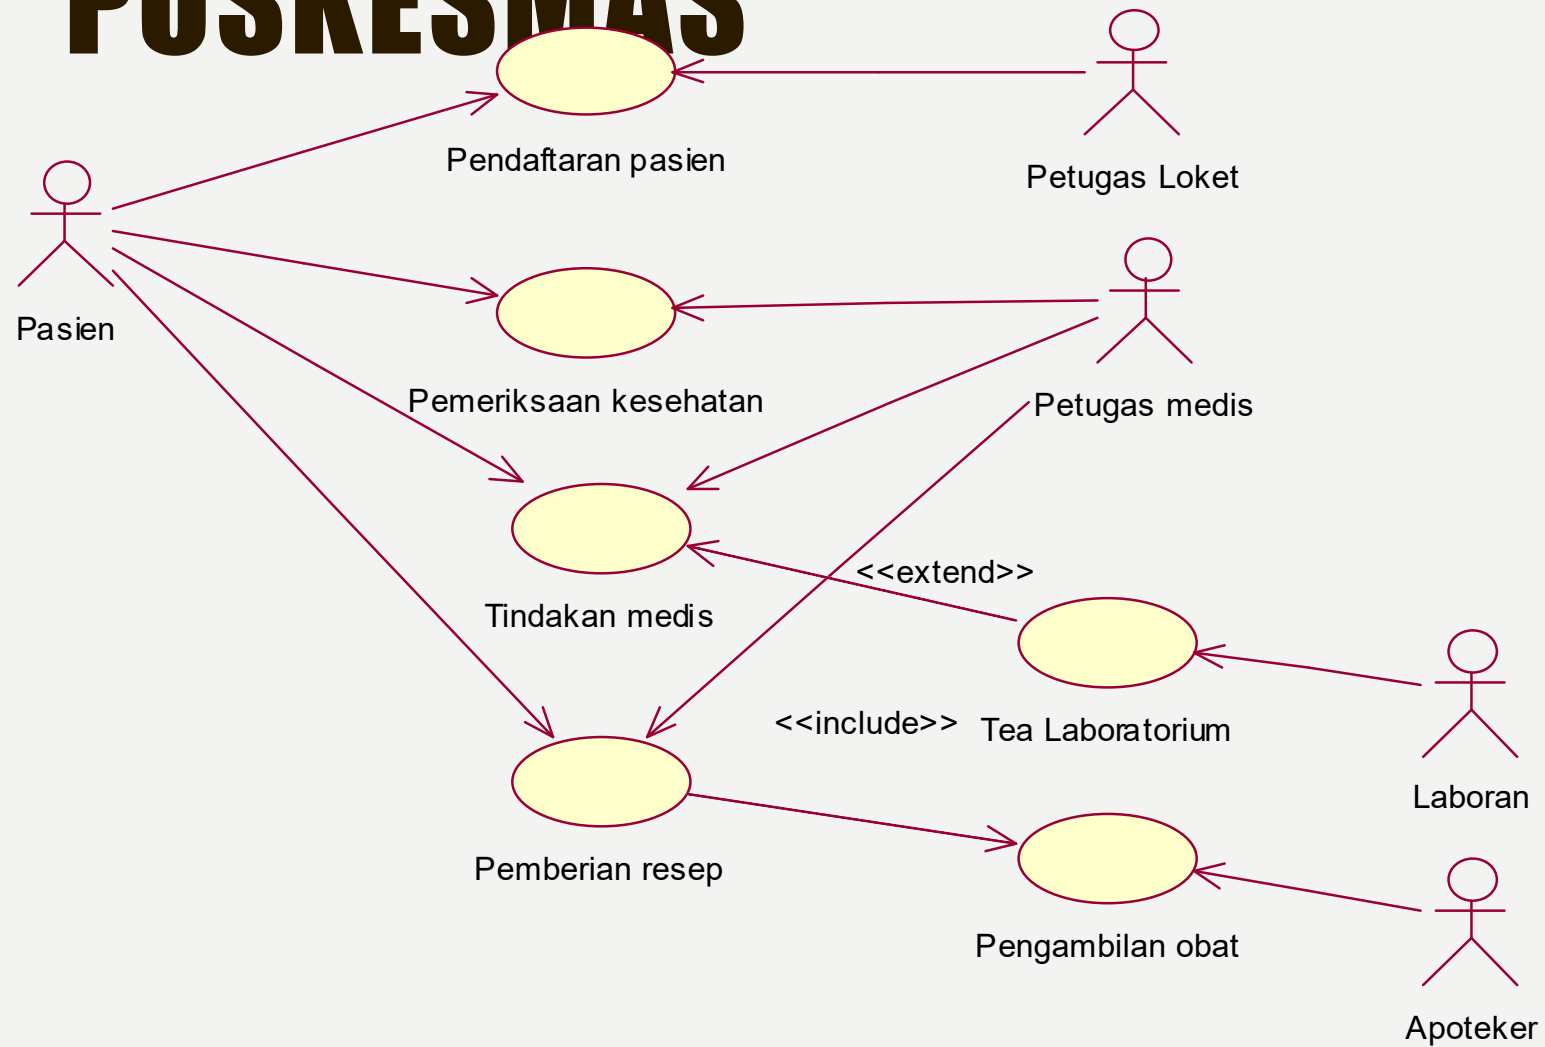 PUSKESMAS
Pendaftaran pasien
Petugas Loket
Pasien
Pemeriksaan kesehatan
Petugas medis
<<extend>>
Tindakan medis
<<include>>
Tea Laboratorium
Laboran
Pemberian resep
Pengambilan obat
Apoteker